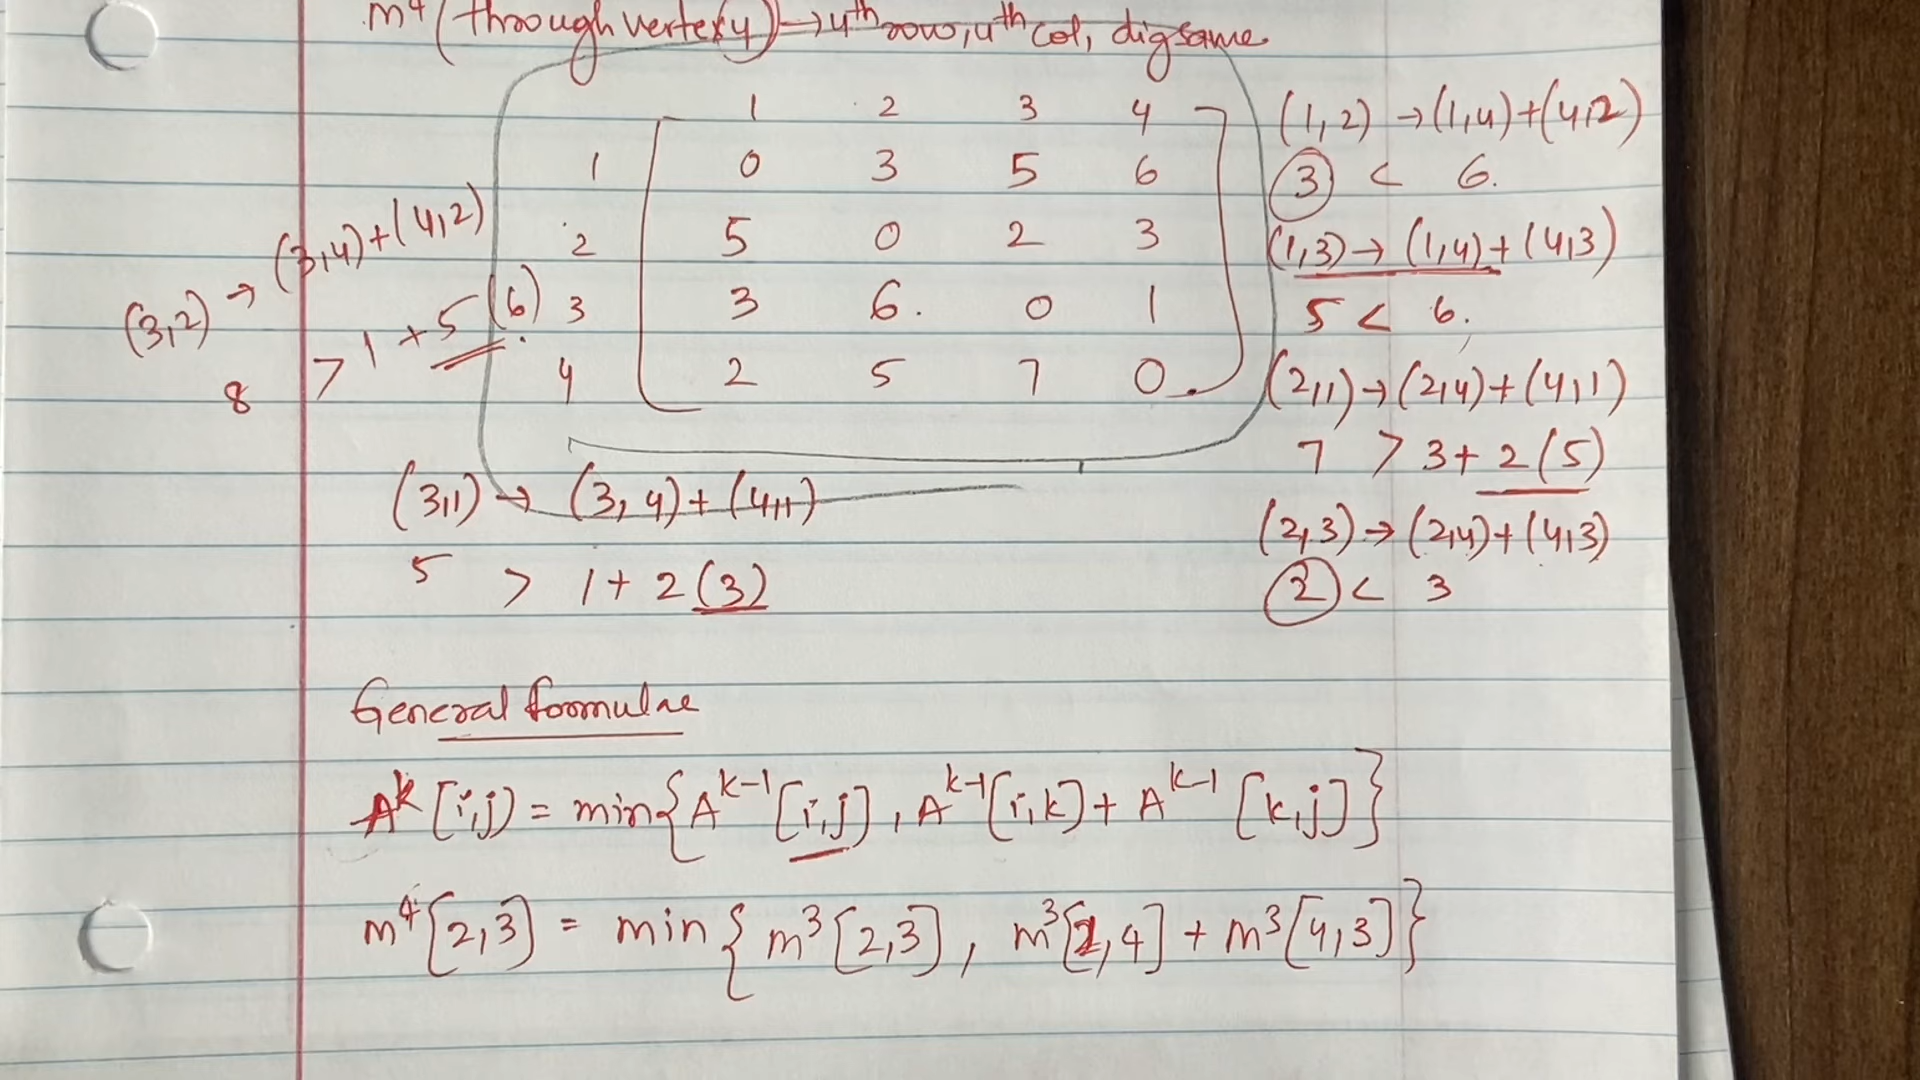 m⁴ (through vertex 4) → 4th row, 4th col, dig same
1 2 3 4
1 0 3 5 6
2 5 0 2 3
3 3 6. 0 1
4 2 5 7 0.
(1,2) → (1,4)+(4,2)
3 < 6.
(1,3) → (1,4)+(4,3)
5 < 6.
(2,1) → (2,4)+(4,1)
7 > 3+2(5)
(2,3) → (2,4)+(4,3)
2 < 3
(3,2) → (3,4)+(4,2)
8 > 1+5(6)
(3,1) → (3,4)+(4,1)
5 > 1+2(3)
General formulae
Aᵏ [i,j) = min{Aᵏ⁻¹[i,j], Aᵏ⁻¹[i,k]+ Aᵏ⁻¹ [k,j]}
m⁴[2,3] = min{m³[2,3], m³[2,4] + m³[4,3]}